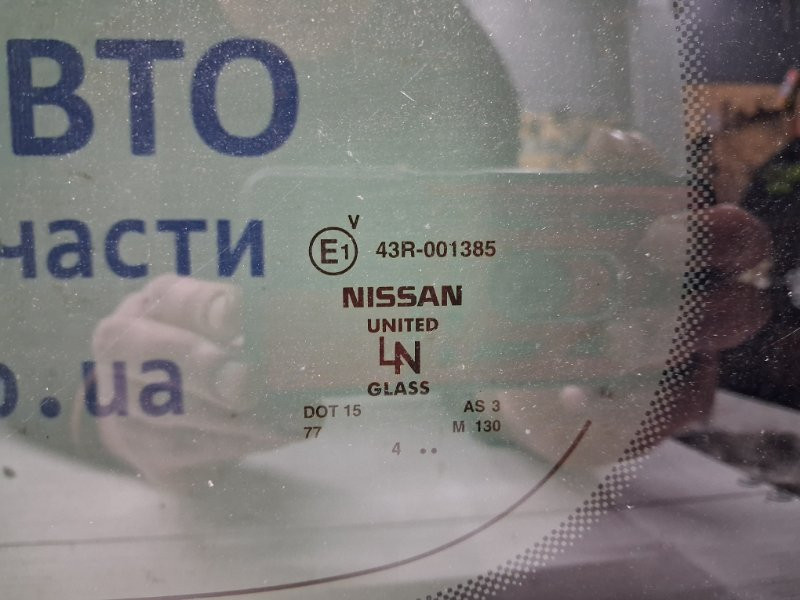 ВТО
части
o.ua
V
E1 43R-001385
NISSAN
UNITED
LN
GLASS
DOT 15 AS 3
77 M 130
4 ..